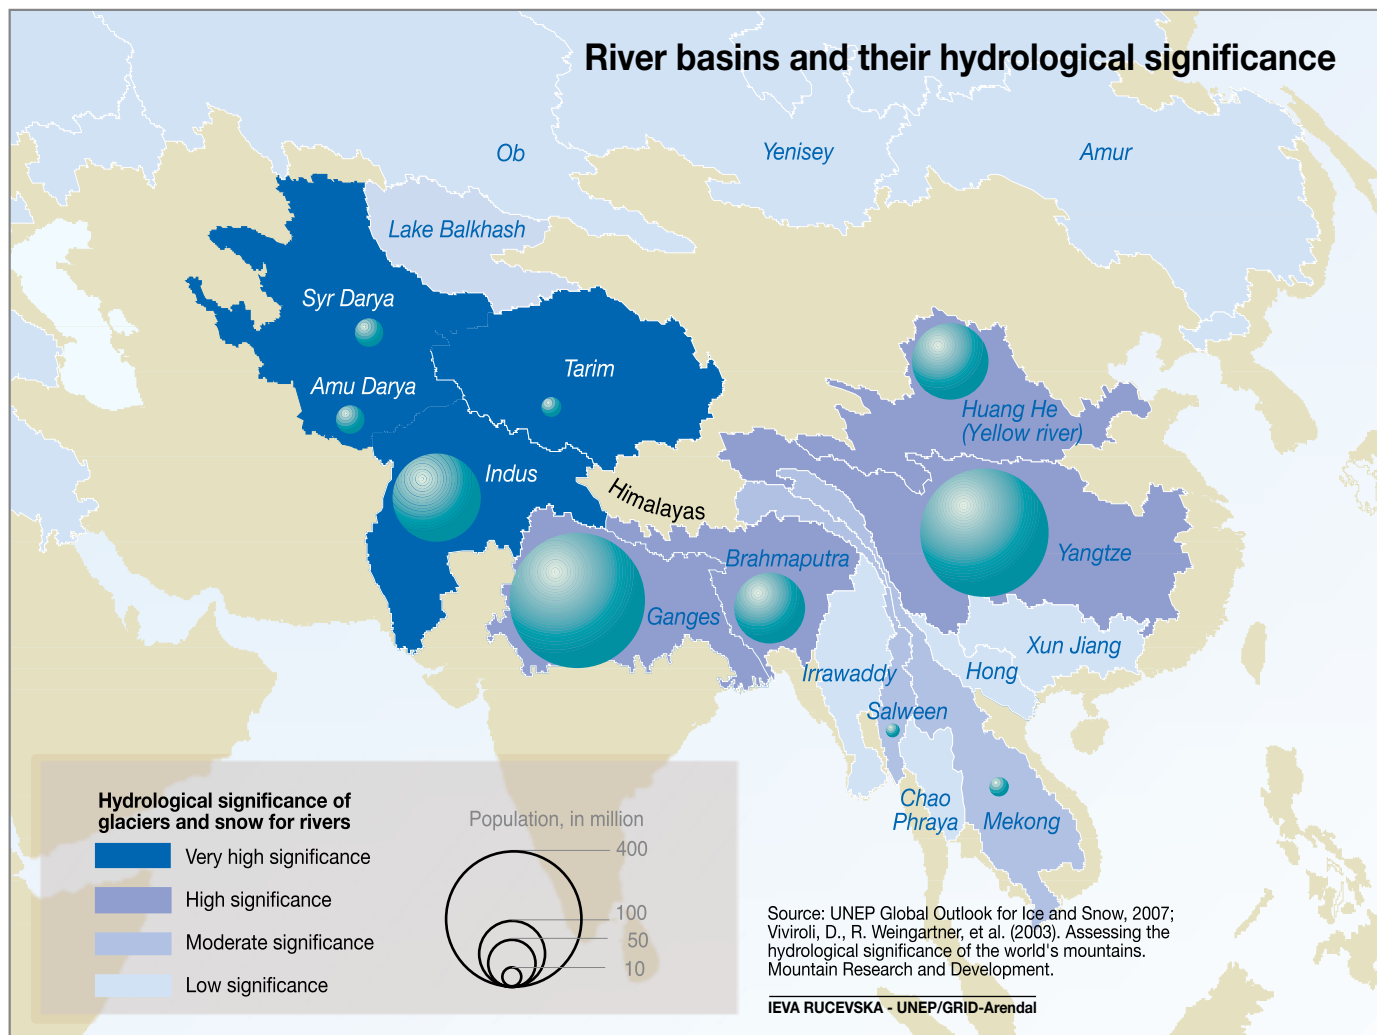 River basins and their hydrological significance
Ob
Yenisey
Amur
Lake Balkhash
Syr Darya
Tarim
Amu Darya
Huang He
(Yellow river)
Indus
Himalayas
Brahmaputra
Yangtze
Ganges
Xun Jiang
Hong
Irrawaddy
Salween
Chao
Phraya
Mekong
Hydrological significance of
glaciers and snow for rivers
Very high significance
High significance
Moderate significance
Low significance
Population, in million
400
100
50
10
Source: UNEP Global Outlook for Ice and Snow, 2007;
Viviroli, D., R. Weingartner, et al. (2003). Assessing the
hydrological significance of the world's mountains.
Mountain Research and Development.
IEVA RUCEVSKA - UNEP/GRID-Arendal